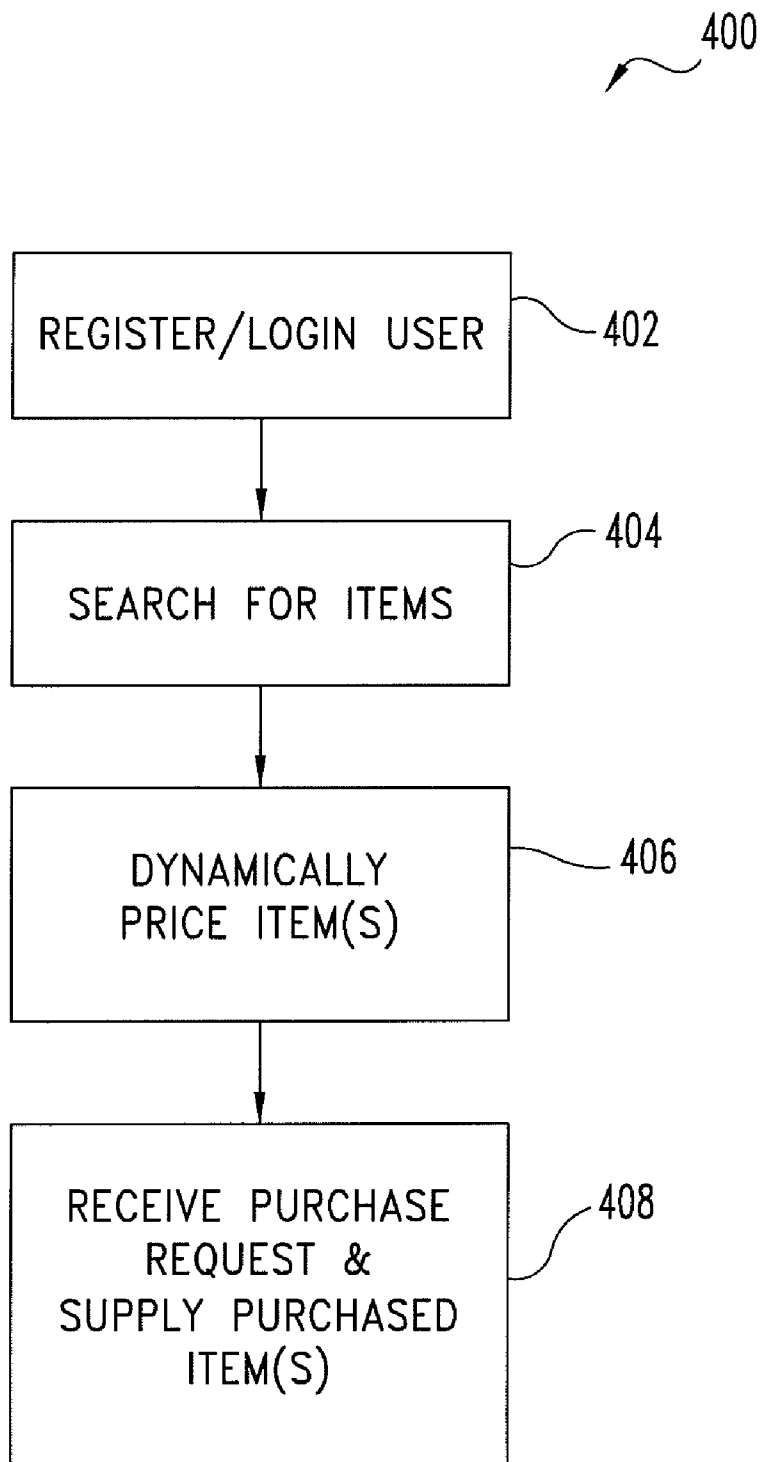 400
REGISTER/LOGIN USER
402
SEARCH FOR ITEMS
404
DYNAMICALLY
PRICE ITEM(S)
406
RECEIVE PURCHASE
REQUEST &
SUPPLY PURCHASED
ITEM(S)
408